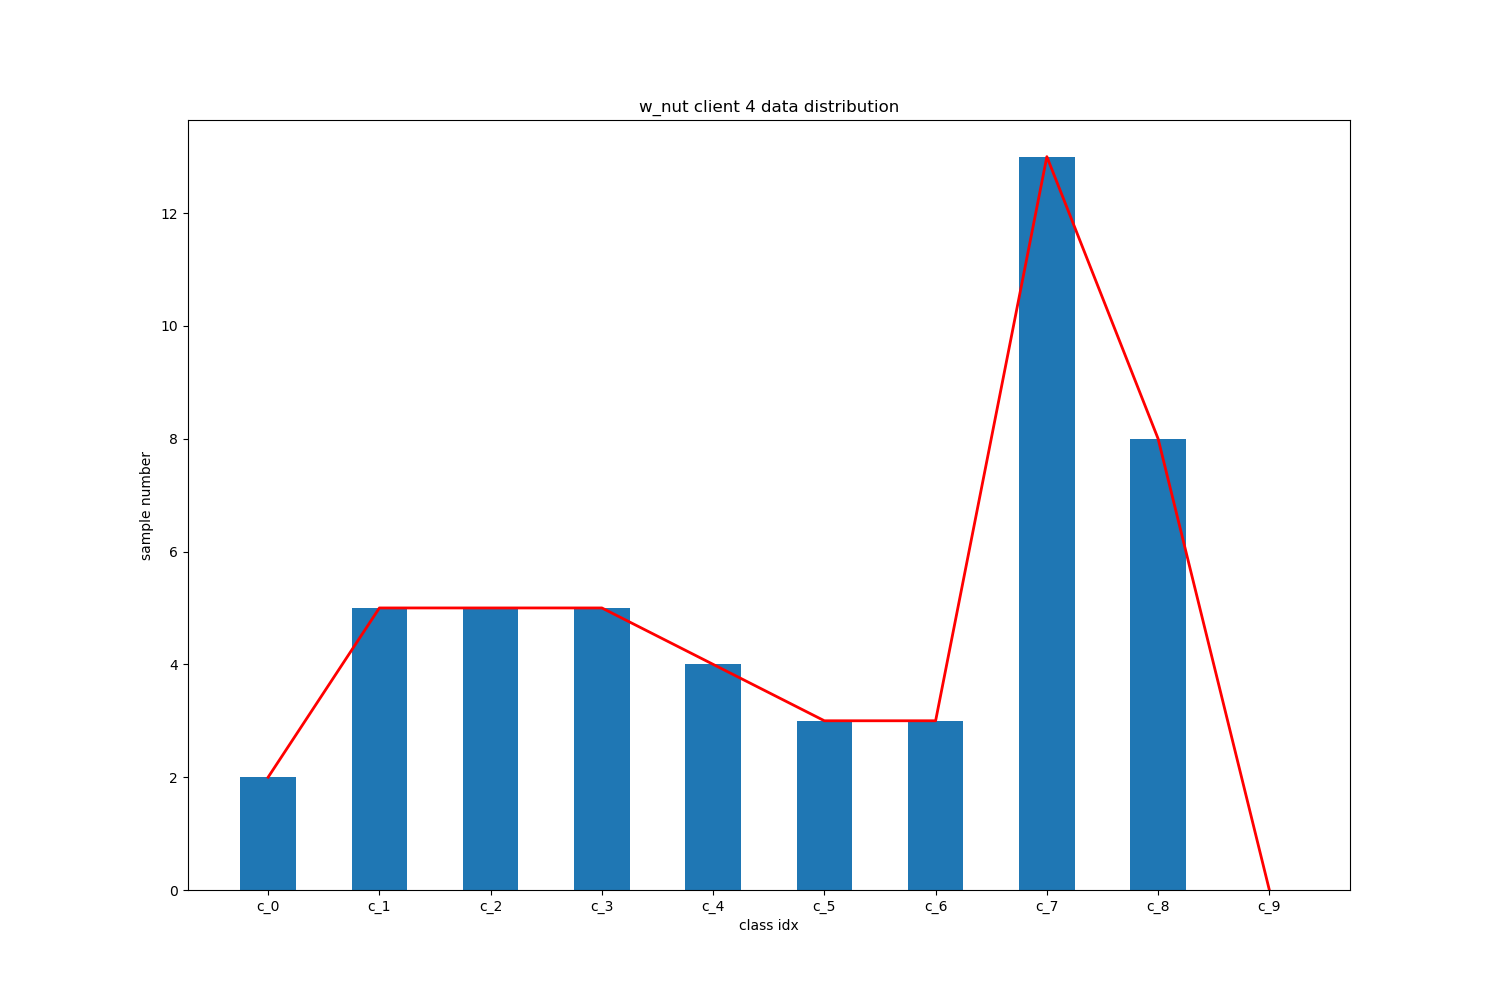 w_nut client 4 data distribution
sample number
12
10
8
6
4
2
0
c_0 c_1 c_2 c_3 c_4 c_5 c_6 c_7 c_8 c_9
class idx